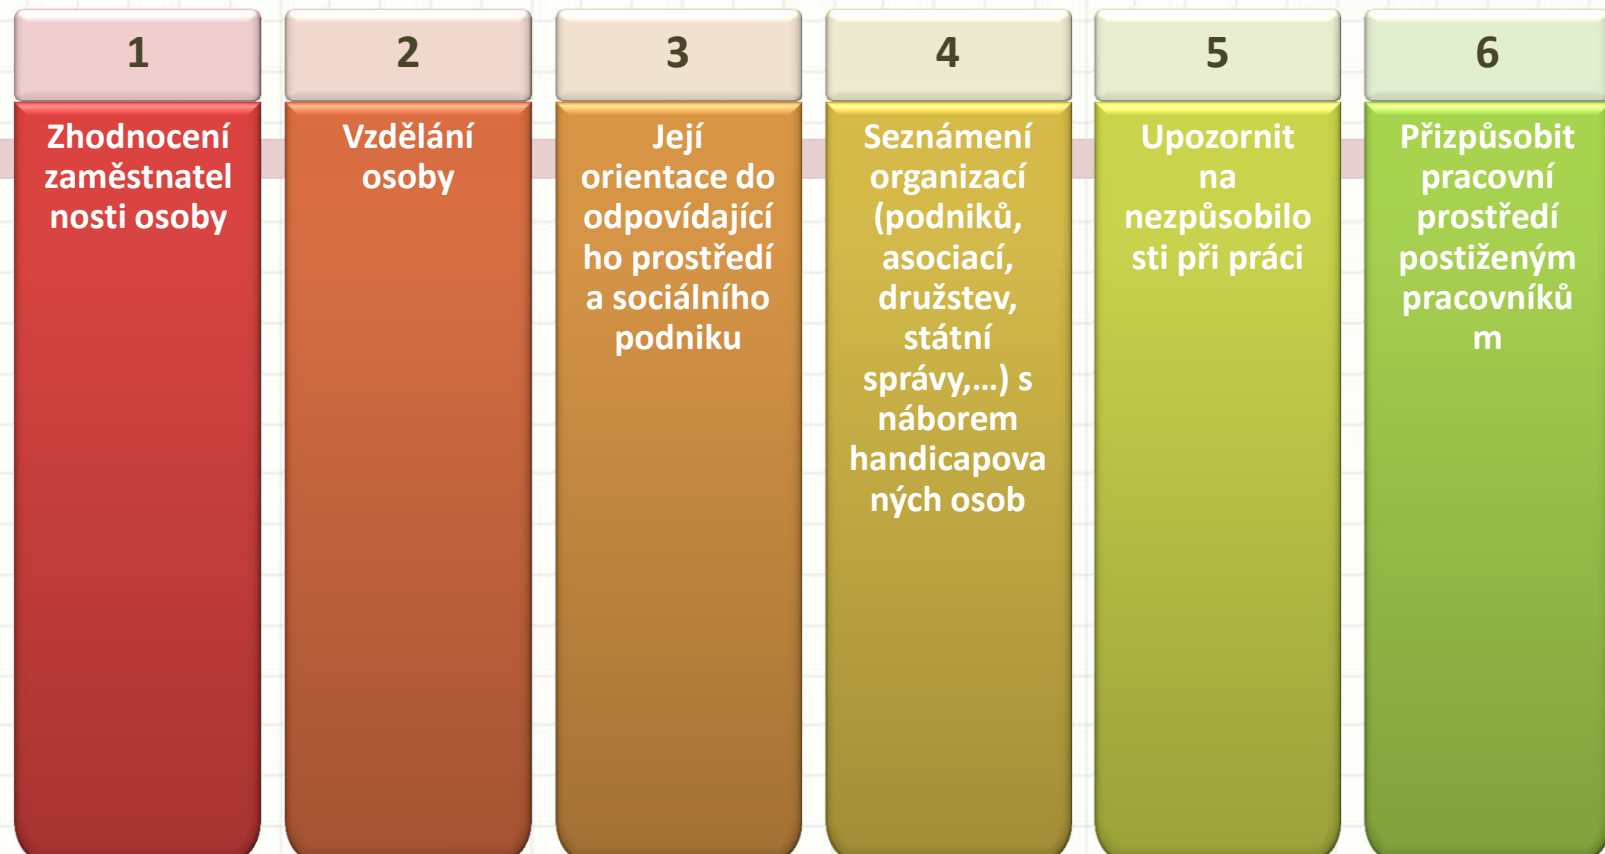 1
Zhodnocení
zaměstnatel
nosti osoby
2
Vzdělání
osoby
3
Její
orientace do
odpovídající
ho prostředí
a sociálního
podniku
4
Seznámení
organizací
(podniků,
asociací,
družstev,
státní
správy,...) s
náborem
handicapova
ných osob
5
Upozornit
na
nezpůsobilo
sti při práci
6
Přizpůsobit
pracovní
prostředí
postiženým
pracovníků
m